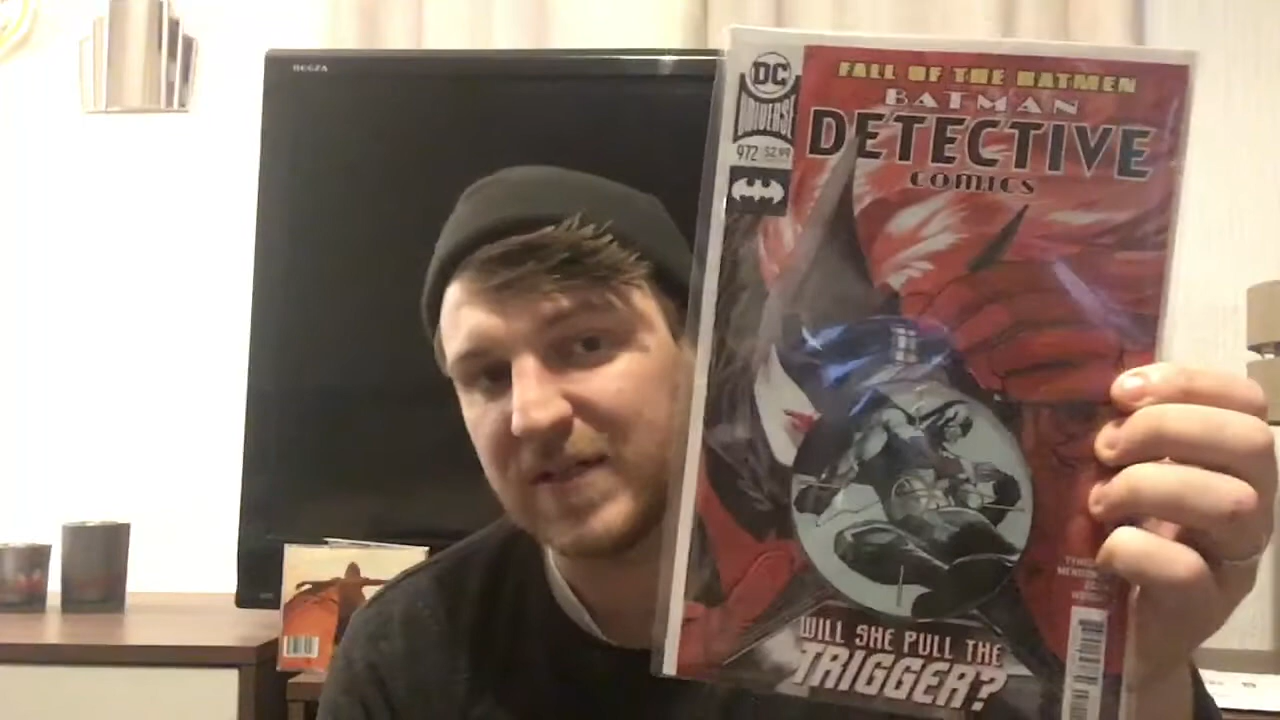 FALL OF THE BATMEN
BATMAN
DETECTIVE
COMICS
DC
UNIVERSE
972 $2.99
WILL SHE PULL THE
TRIGGER?